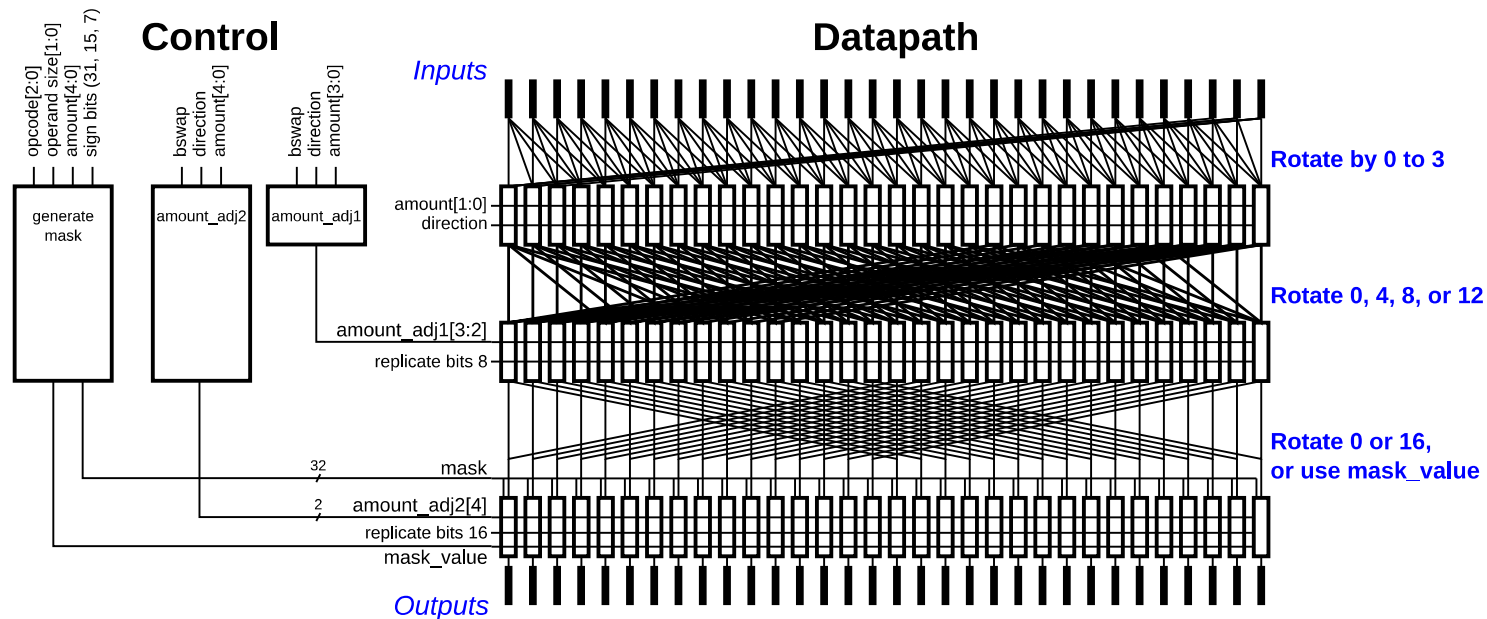 Control
Datapath
opcode[2:0]
operand size[1:0]
amount[4:0]
sign bits (31, 15, 7)
bswap
direction
amount[4:0]
bswap
direction
amount[3:0]
generate
mask
amount_adj2
amount_adj1
Inputs
Rotate by 0 to 3
amount[1:0]
direction
Rotate 0, 4, 8, or 12
amount_adj1[3:2]
replicate bits 8
Rotate 0 or 16,
or use mask_value
32
mask
2
amount_adj2[4]
replicate bits 16
mask_value
Outputs